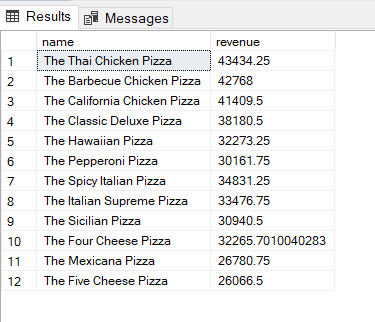 Results Messages
name revenue
1 The Thai Chicken Pizza 43434.25
2 The Barbecue Chicken Pizza 42768
3 The California Chicken Pizza 41409.5
4 The Classic Deluxe Pizza 38180.5
5 The Hawaiian Pizza 32273.25
6 The Pepperoni Pizza 30161.75
7 The Spicy Italian Pizza 34831.25
8 The Italian Supreme Pizza 33476.75
9 The Sicilian Pizza 30940.5
10 The Four Cheese Pizza 32265.7010040283
11 The Mexicana Pizza 26780.75
12 The Five Cheese Pizza 26066.5